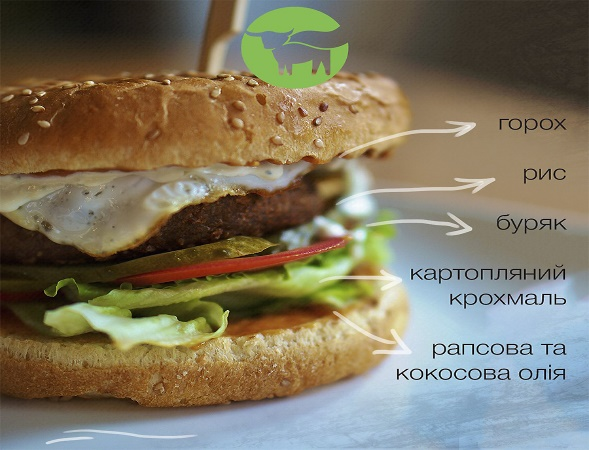 горох
рис
буряк
картопляний
крохмаль
рапсова та
кокосова олія